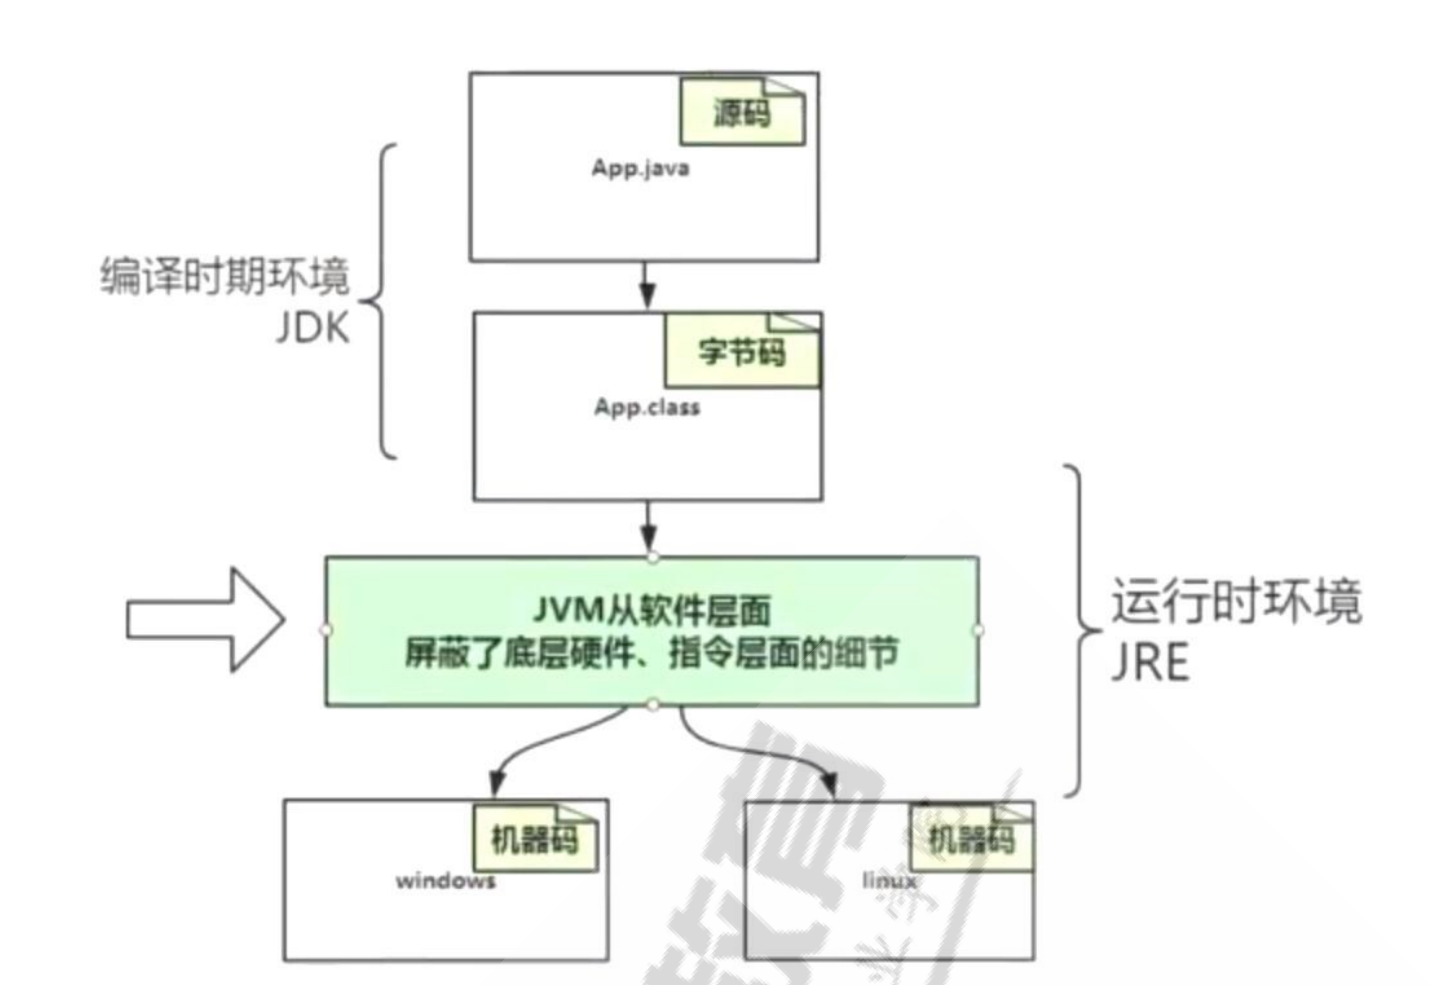 源码
App.java
编译时期环境
JDK
字节码
App.class
JVM从软件层面
屏蔽了底层硬件、指令层面的细节
运行时环境
JRE
机器码
windows
机器码
linux